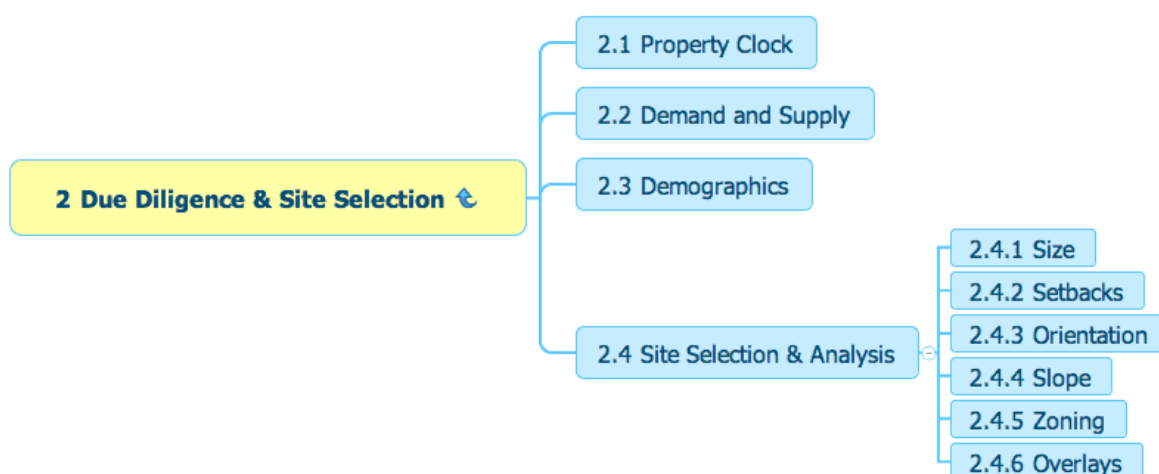 2 Due Diligence & Site Selection
2.1 Property Clock
2.2 Demand and Supply
2.3 Demographics
2.4 Site Selection & Analysis
2.4.1 Size
2.4.2 Setbacks
2.4.3 Orientation
2.4.4 Slope
2.4.5 Zoning
2.4.6 Overlays